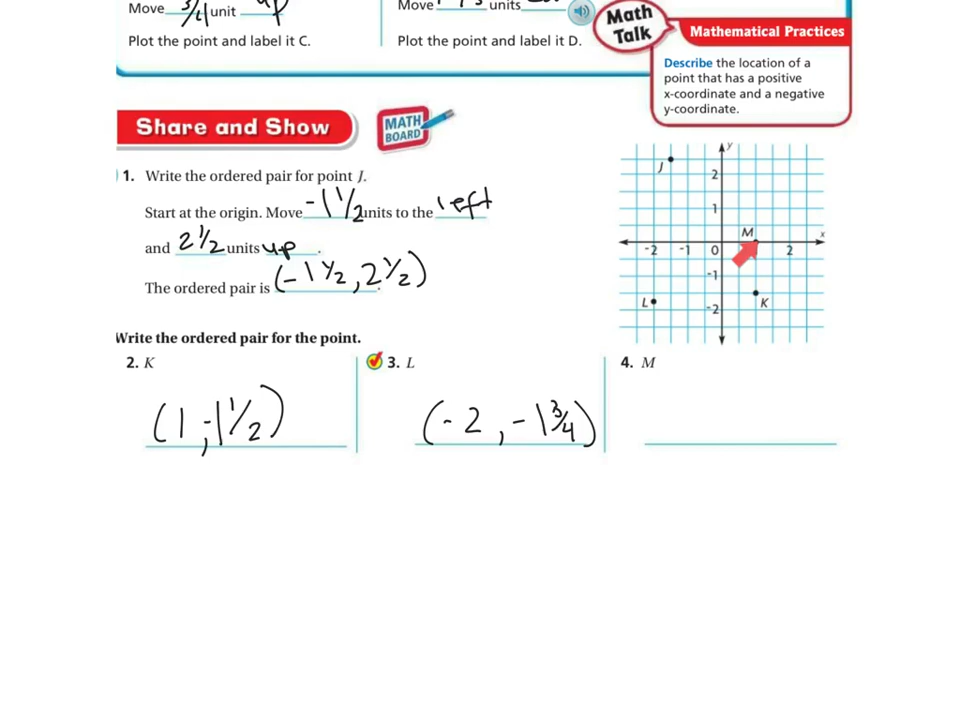 Move 3/4 unit up
Move units
Plot the point and label it C.
Plot the point and label it D.
Math
Talk
Mathematical Practices
Describe the location of a
point that has a positive
x-coordinate and a negative
y-coordinate.
Share and Show
MATH
BOARD
1. Write the ordered pair for point J.
Start at the origin. Move -1 1/2 units to the left
and 2 1/2 units up.
The ordered pair is (-1 1/2, 2 1/2).
y
J
2
1
M
x
-2 -1 0 2
-1
L K
-2
Write the ordered pair for the point.
2. K
3. L
4. M
(1, -1 1/2)
(-2, -1 3/4)